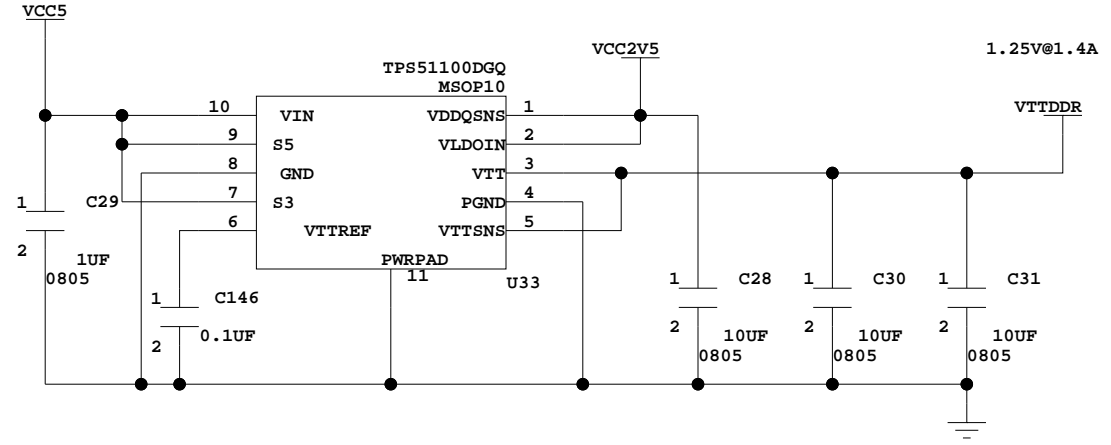 VCC5
VCC2V5
1.25V@1.4A
TPS51100DGQ
MSOP10
VTTDDR
10 VIN VDDQSNS 1
9 S5 VLDOIN 2
8 GND VTT 3
7 S3 PGND 4
6 VTTREF VTTSNS 5
PWRPAD
11
U33
1 C29
2 1UF
0805
1 C146
2 0.1UF
1 C28
2 10UF
0805
1 C30
2 10UF
0805
1 C31
2 10UF
0805